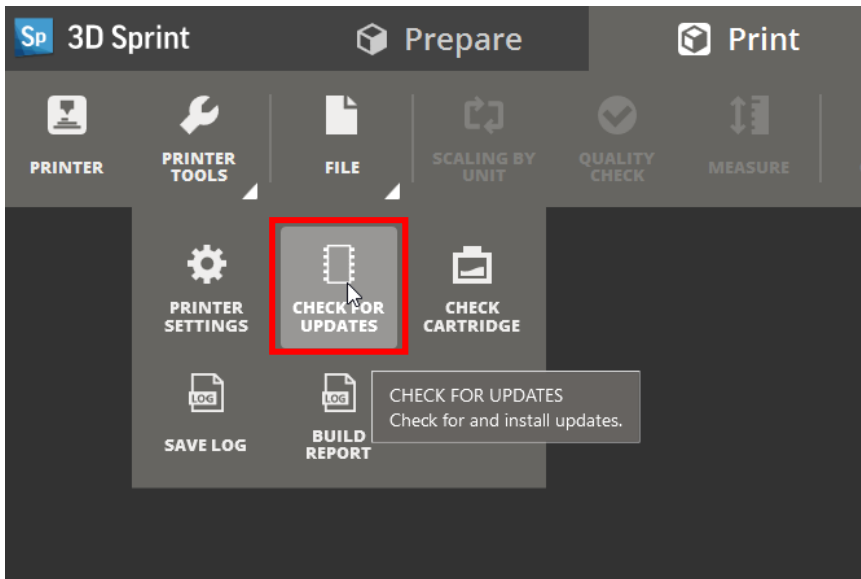 Sp 3D Sprint
Prepare
Print
PRINTER
PRINTER
TOOLS
FILE
SCALING BY
UNIT
QUALITY
CHECK
MEASURE
PRINTER
SETTINGS
CHECK FOR
UPDATES
CHECK
CARTRIDGE
LOG
SAVE LOG
LOG
BUILD
REPORT
CHECK FOR UPDATES
Check for and install updates.